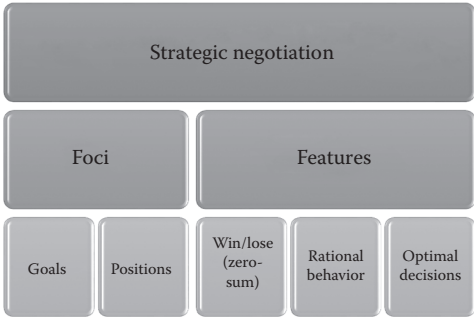 Strategic negotiation
Foci
Features
Goals
Positions
Win/lose
(zero-
sum)
Rational
behavior
Optimal
decisions